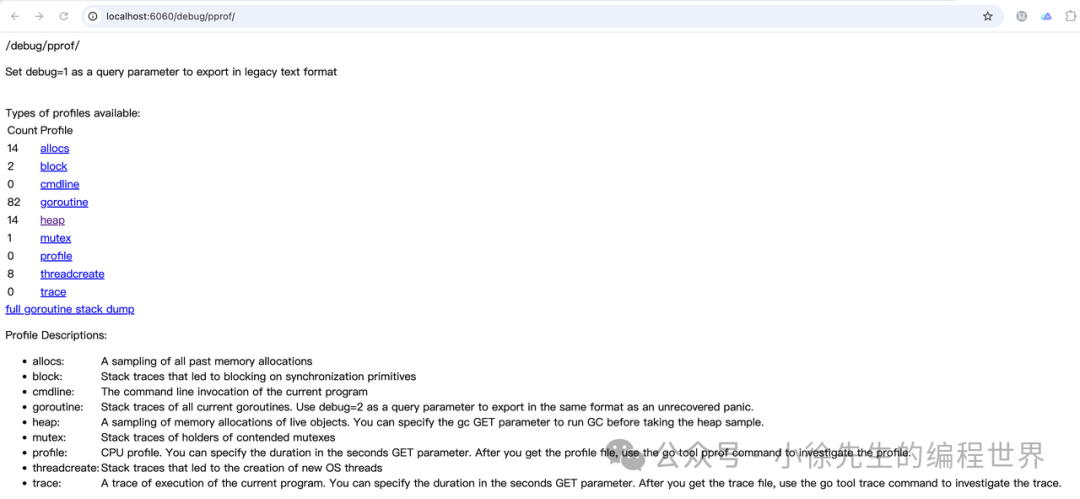 localhost:6060/debug/pprof/
/debug/pprof/
Set debug=1 as a query parameter to export in legacy text format
Types of profiles available:
Count Profile
14 allocs
2 block
0 cmdline
82 goroutine
14 heap
1 mutex
0 profile
8 threadcreate
0 trace
full goroutine stack dump
Profile Descriptions:
• allocs: A sampling of all past memory allocations
• block: Stack traces that led to blocking on synchronization primitives
• cmdline: The command line invocation of the current program
• goroutine: Stack traces of all current goroutines. Use debug=2 as a query parameter to export in the same format as an unrecovered panic.
• heap: A sampling of memory allocations of live objects. You can specify the gc GET parameter to run GC before taking the heap sample.
• mutex: Stack traces of holders of contended mutexes
• profile: CPU profile. You can specify the duration in the seconds GET parameter. After you get the profile file, use the go tool pprof command to investigate the profile.
• threadcreate: Stack traces that led to the creation of new OS threads
• trace: A trace of execution of the current program. You can specify the duration in the seconds GET parameter. After you get the trace file, use the go tool trace command to investigate the trace.
公众号 小徐先生的编程世界